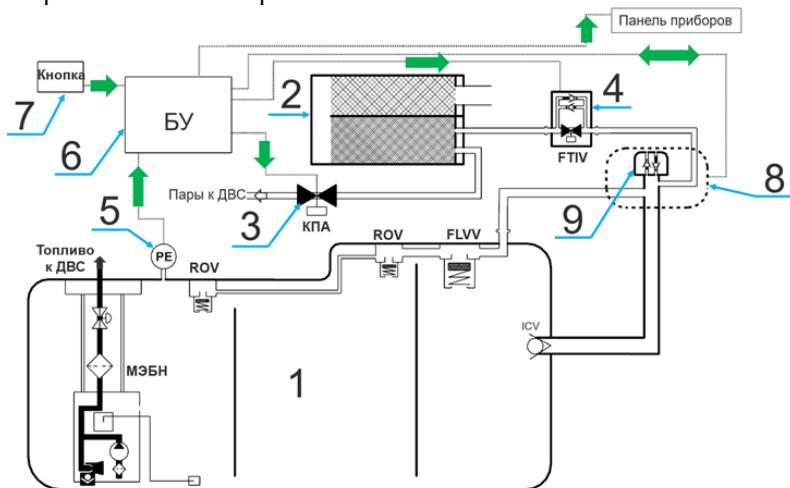 Панель приборов
Кнопка
7
БУ
6
2
4
FTIV
8
9
Пары к ДВС
3
КПА
5
PE
Топливо
к ДВС
ROV
ROV
FLVV
ICV
МЭБН
1